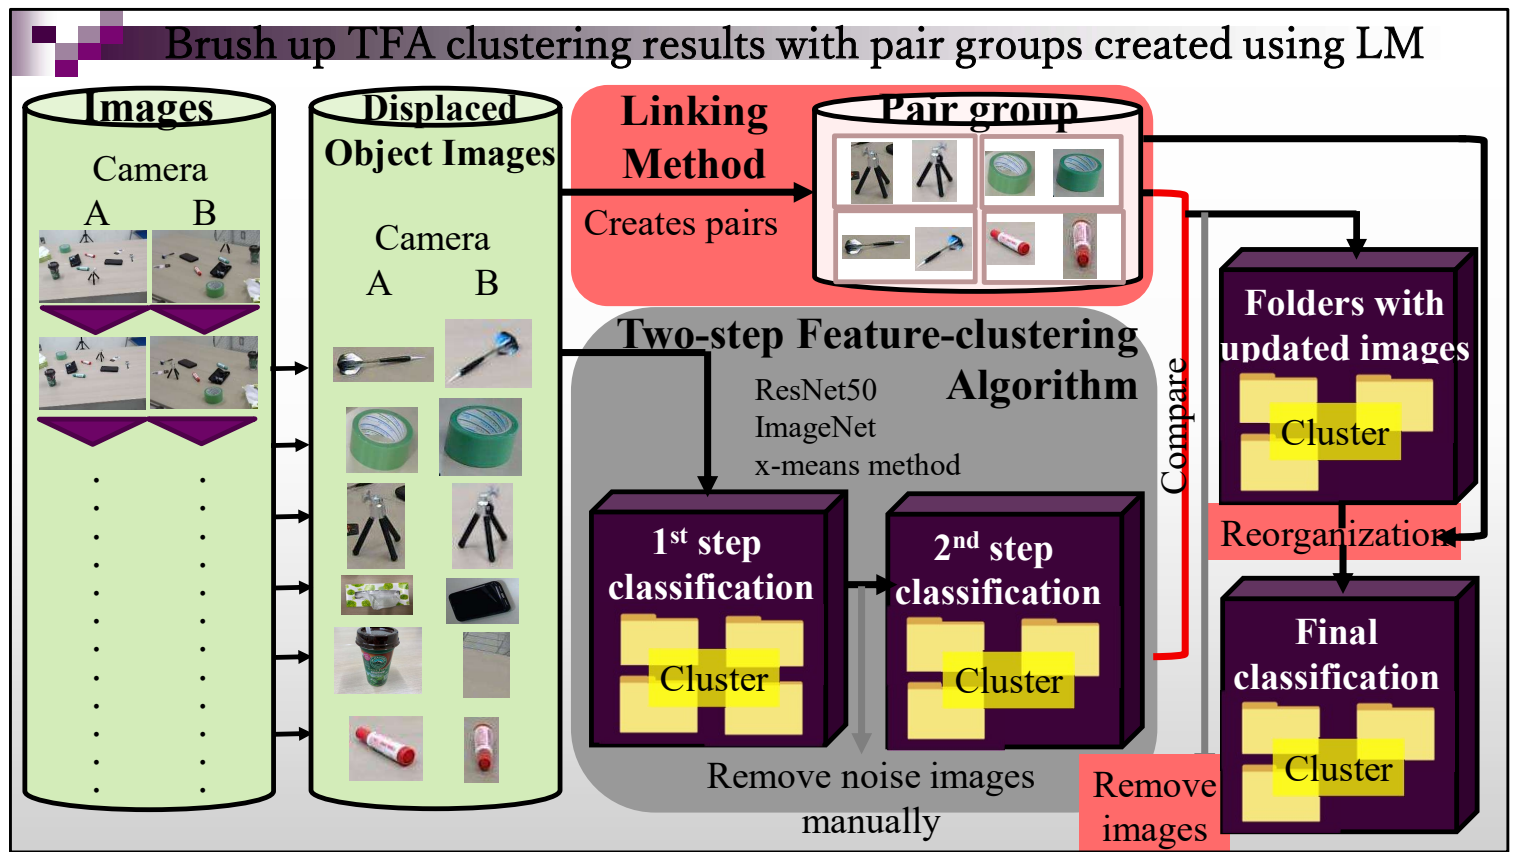 Brush up TFA clustering results with pair groups created using LM
Images
Camera
A B
Displaced
Object Images
Camera
A B
Linking
Method
Creates pairs
Pair group
Two-step Feature-clustering
Algorithm
ResNet50
ImageNet
x-means method
1st step
classification
Cluster
2nd step
classification
Cluster
Remove noise images
manually
Compare
Remove
images
Folders with
updated images
Cluster
Reorganization
Final
classification
Cluster